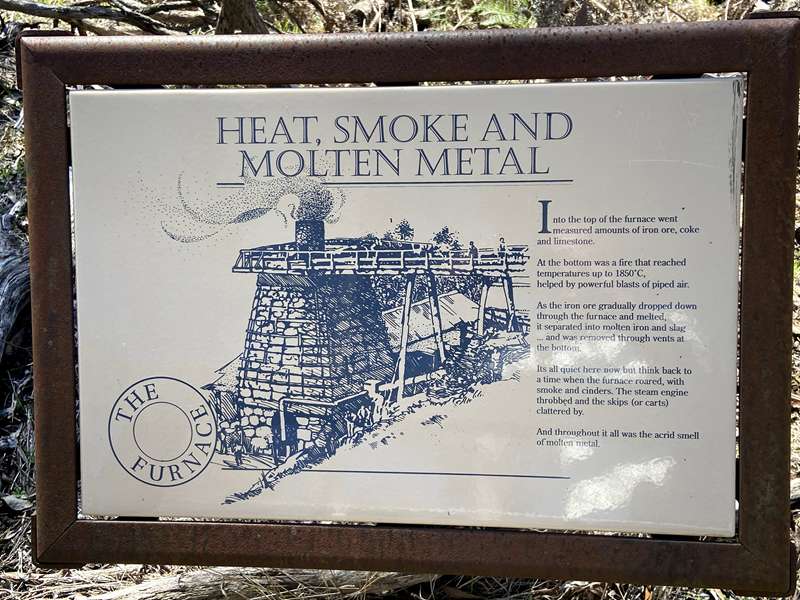 HEAT, SMOKE AND
MOLTEN METAL
Into the top of the furnace went
measured amounts of iron ore, coke
and limestone.
At the bottom was a fire that reached
temperatures up to 1850°C,
helped by powerful blasts of piped air.
As the iron ore gradually dropped down
through the furnace and melted,
it separated into molten iron and slag
... and was removed through vents at
the bottom.
Its all quiet here now but think back to
a time when the furnace roared, with
smoke and cinders. The steam engine
throbbed and the skips (or carts)
clattered by.
And throughout it all was the acrid smell
of molten metal.
THE
FURNACE